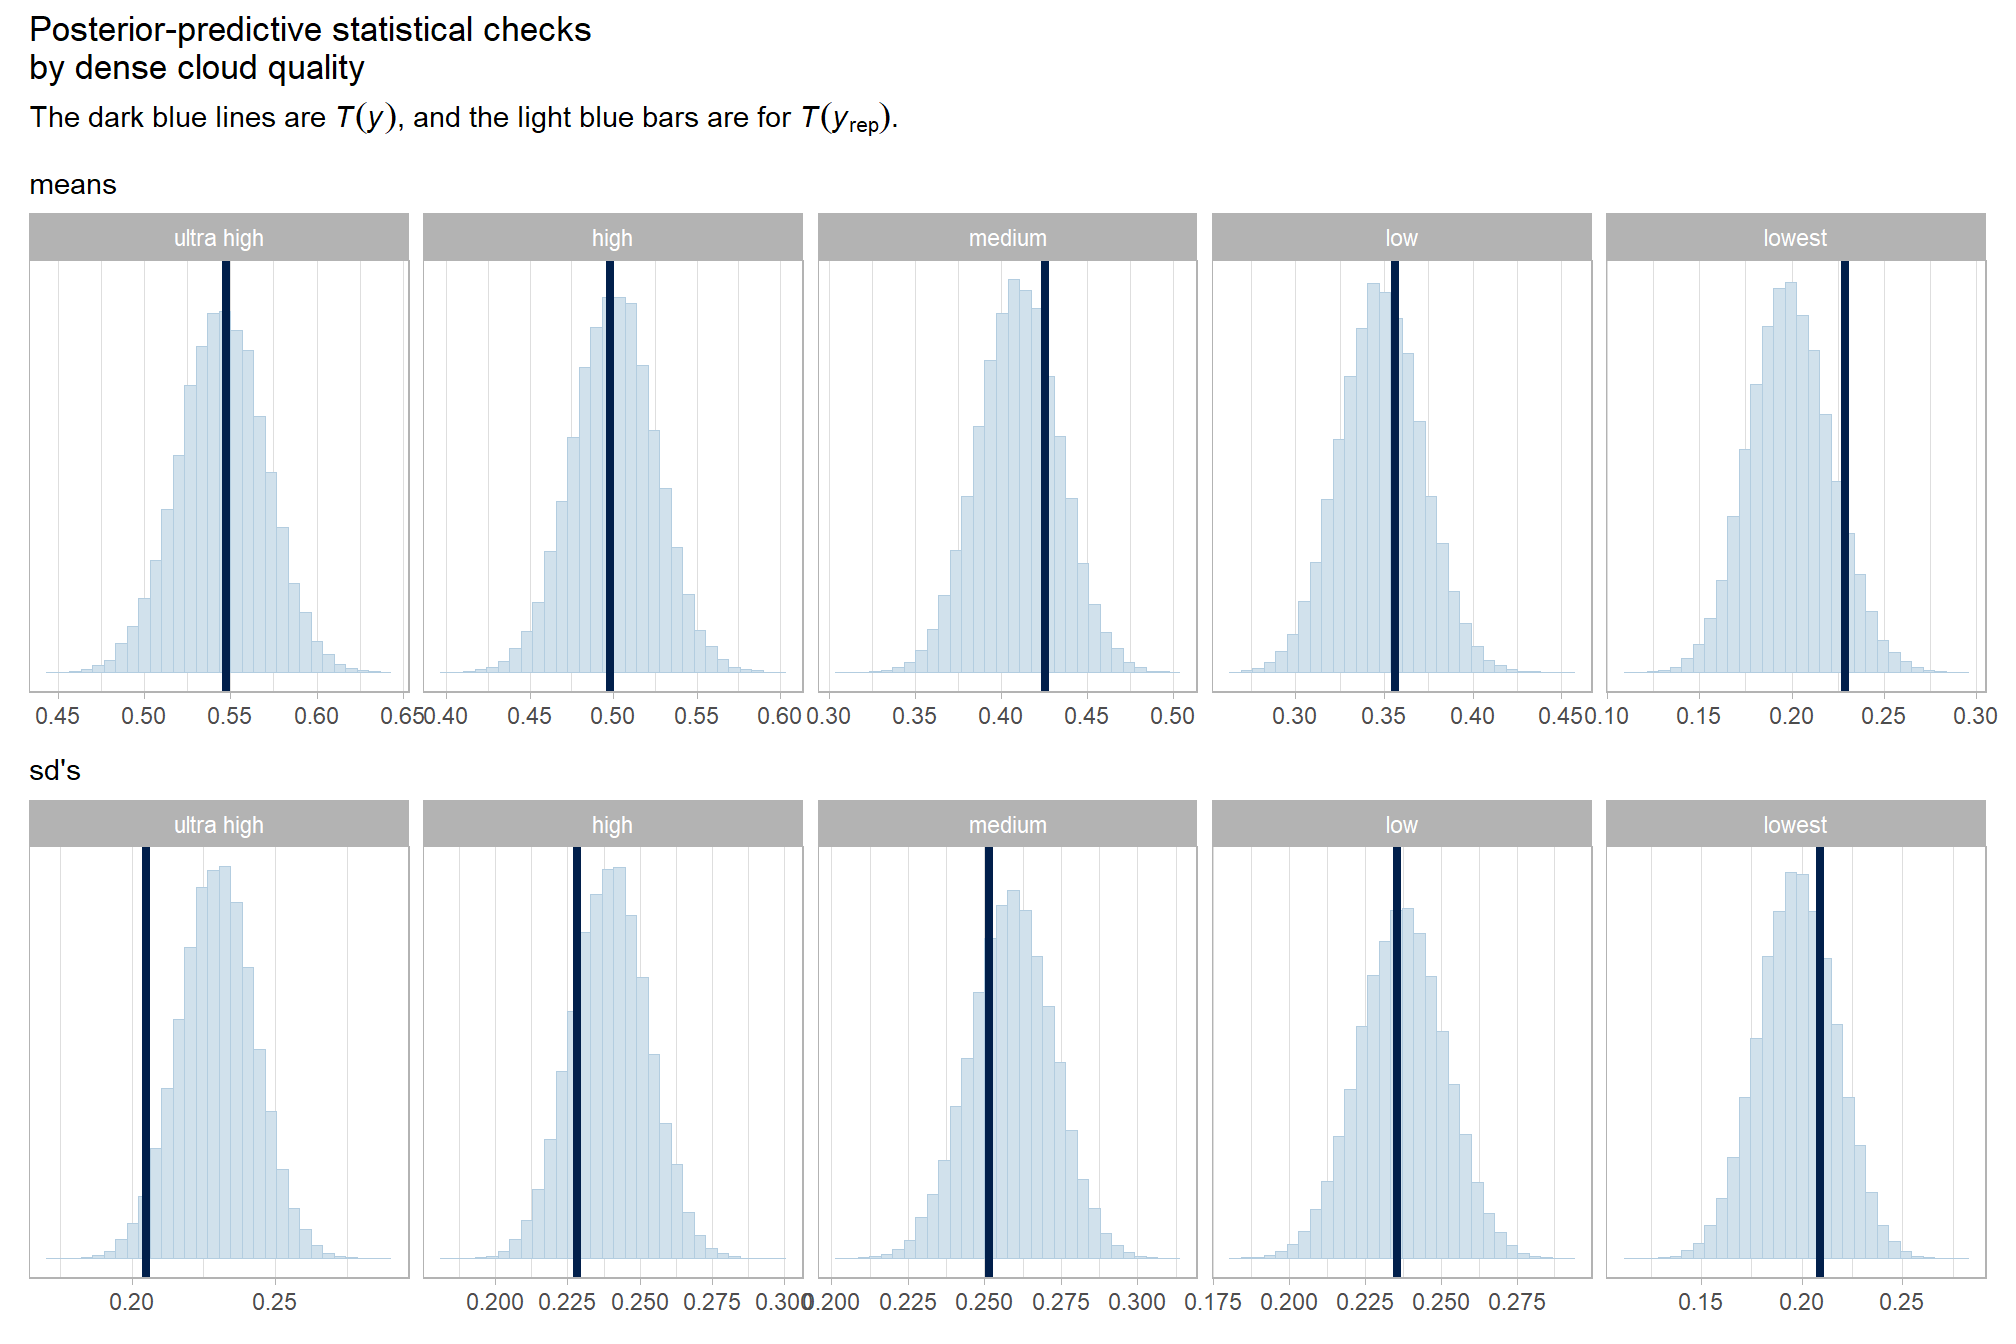 Posterior-predictive statistical checks
by dense cloud quality
The dark blue lines are T(y), and the light blue bars are for T(y_rep).
means
ultra high high medium low lowest
0.45 0.50 0.55 0.60 0.65 0.40 0.45 0.50 0.55 0.60 0.30 0.35 0.40 0.45 0.50 0.30 0.35 0.40 0.45 0.10 0.15 0.20 0.25 0.30
sd's
ultra high high medium low lowest
0.20 0.25 0.200 0.225 0.250 0.275 0.300 0.200 0.225 0.250 0.275 0.300 0.175 0.200 0.225 0.250 0.275 0.15 0.20 0.25